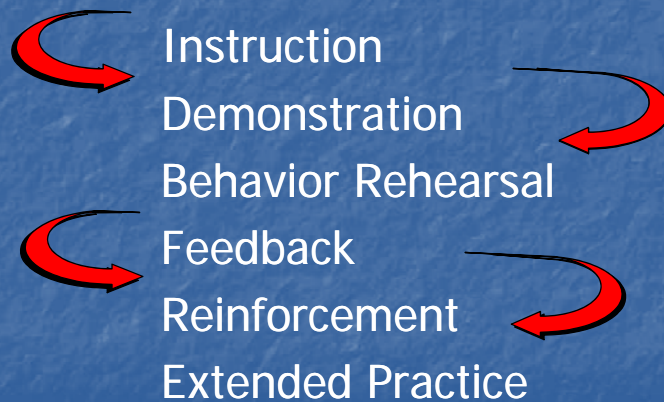 Instruction
Demonstration
Behavior Rehearsal
Feedback
Reinforcement
Extended Practice